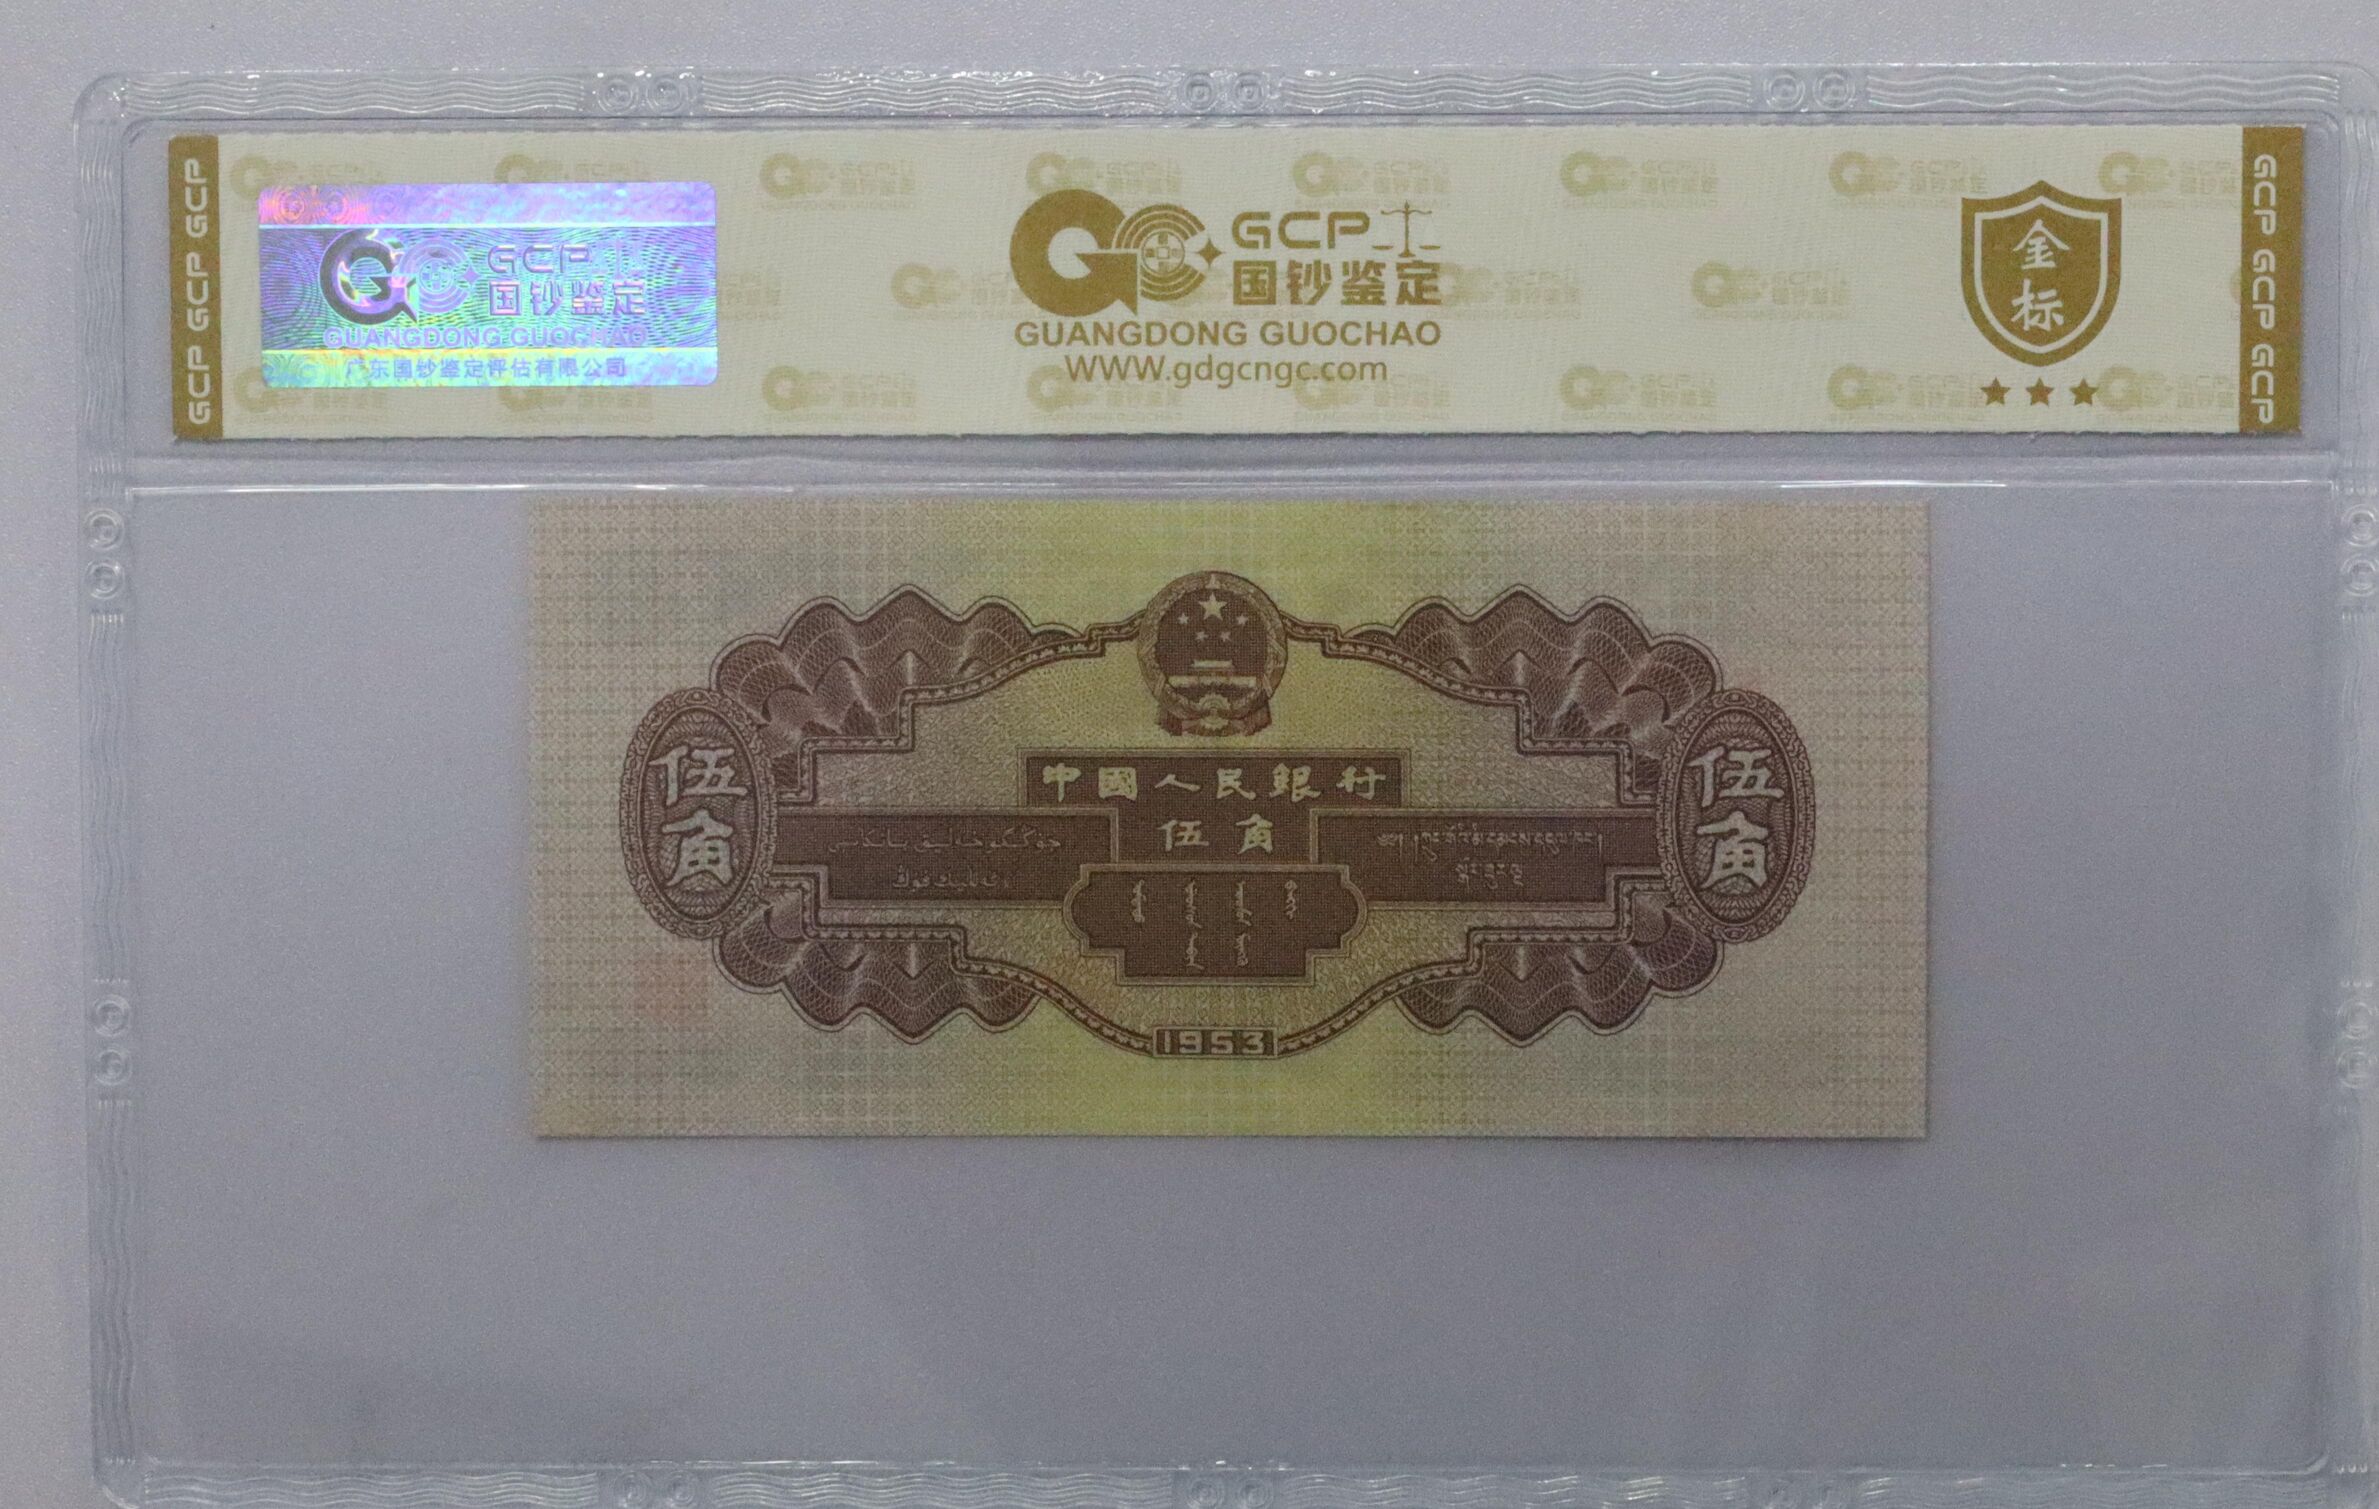 GCP GCP GCP
GCP
国钞鉴定
GUANGDONG GUOCHAO
广东国钞鉴定评估有限公司
GCP
国钞鉴定
GUANGDONG GUOCHAO
WWW.gdgcngc.com
金
标
GCP GCP GCP
中國人民銀行
伍角
伍角
伍角
1953